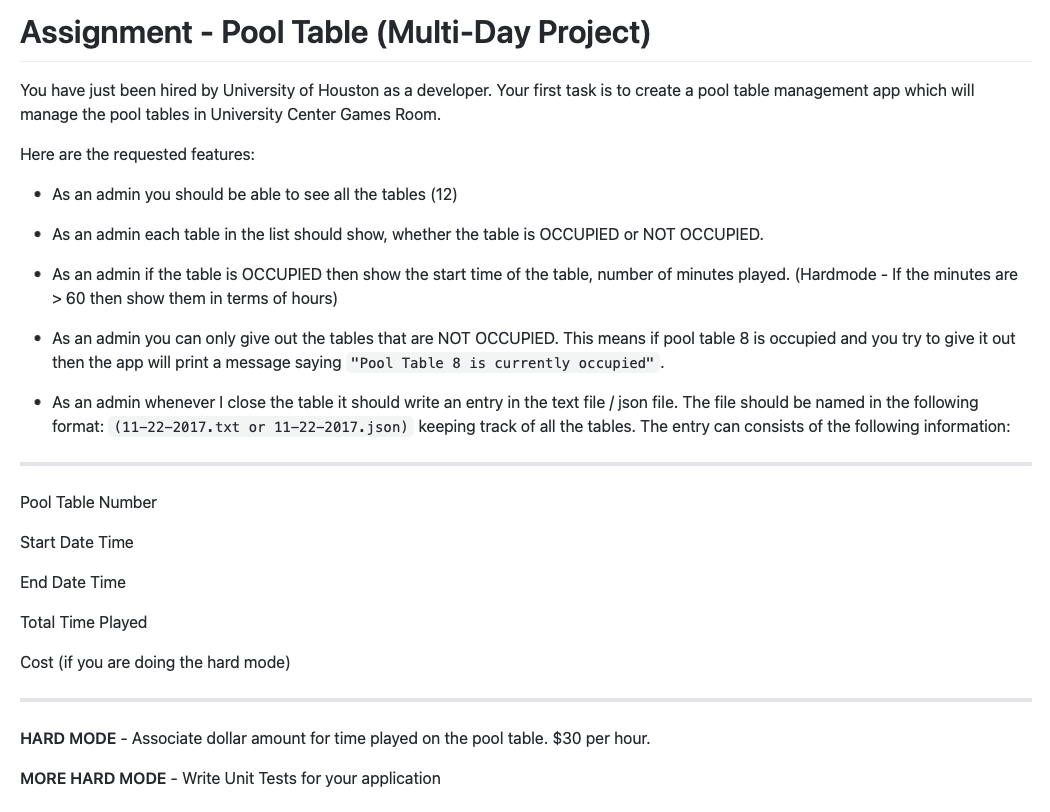 Assignment - Pool Table (Multi-Day Project)
You have just been hired by University of Houston as a developer. Your first task is to create a pool table management app which will
manage the pool tables in University Center Games Room.
Here are the requested features:
• As an admin you should be able to see all the tables (12)
• As an admin each table in the list should show, whether the table is OCCUPIED or NOT OCCUPIED.
• As an admin if the table is OCCUPIED then show the start time of the table, number of minutes played. (Hardmode - If the minutes are
> 60 then show them in terms of hours)
• As an admin you can only give out the tables that are NOT OCCUPIED. This means if pool table 8 is occupied and you try to give it out
then the app will print a message saying "Pool Table 8 is currently occupied" .
• As an admin whenever I close the table it should write an entry in the text file / json file. The file should be named in the following
format: (11-22-2017.txt or 11-22-2017.json) keeping track of all the tables. The entry can consists of the following information:
Pool Table Number
Start Date Time
End Date Time
Total Time Played
Cost (if you are doing the hard mode)
HARD MODE - Associate dollar amount for time played on the pool table. $30 per hour.
MORE HARD MODE - Write Unit Tests for your application